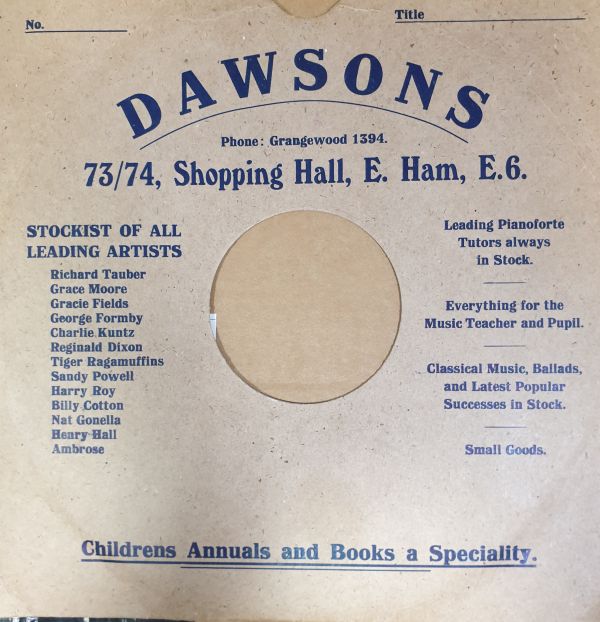 No.
Title
DAWSONS
Phone: Grangewood 1394.
73/74, Shopping Hall, E. Ham, E.6.
STOCKIST OF ALL
LEADING ARTISTS
Richard Tauber
Grace Moore
Gracie Fields
George Formby
Charlie Kuntz
Reginald Dixon
Tiger Ragamuffins
Sandy Powell
Harry Roy
Billy Cotton
Nat Gonella
Henry Hall
Ambrose
Leading Pianoforte
Tutors always
in Stock.
Everything for the
Music Teacher and Pupil.
Classical Music, Ballads,
and Latest Popular
Successes in Stock.
Small Goods.
Childrens Annuals and Books a Speciality.